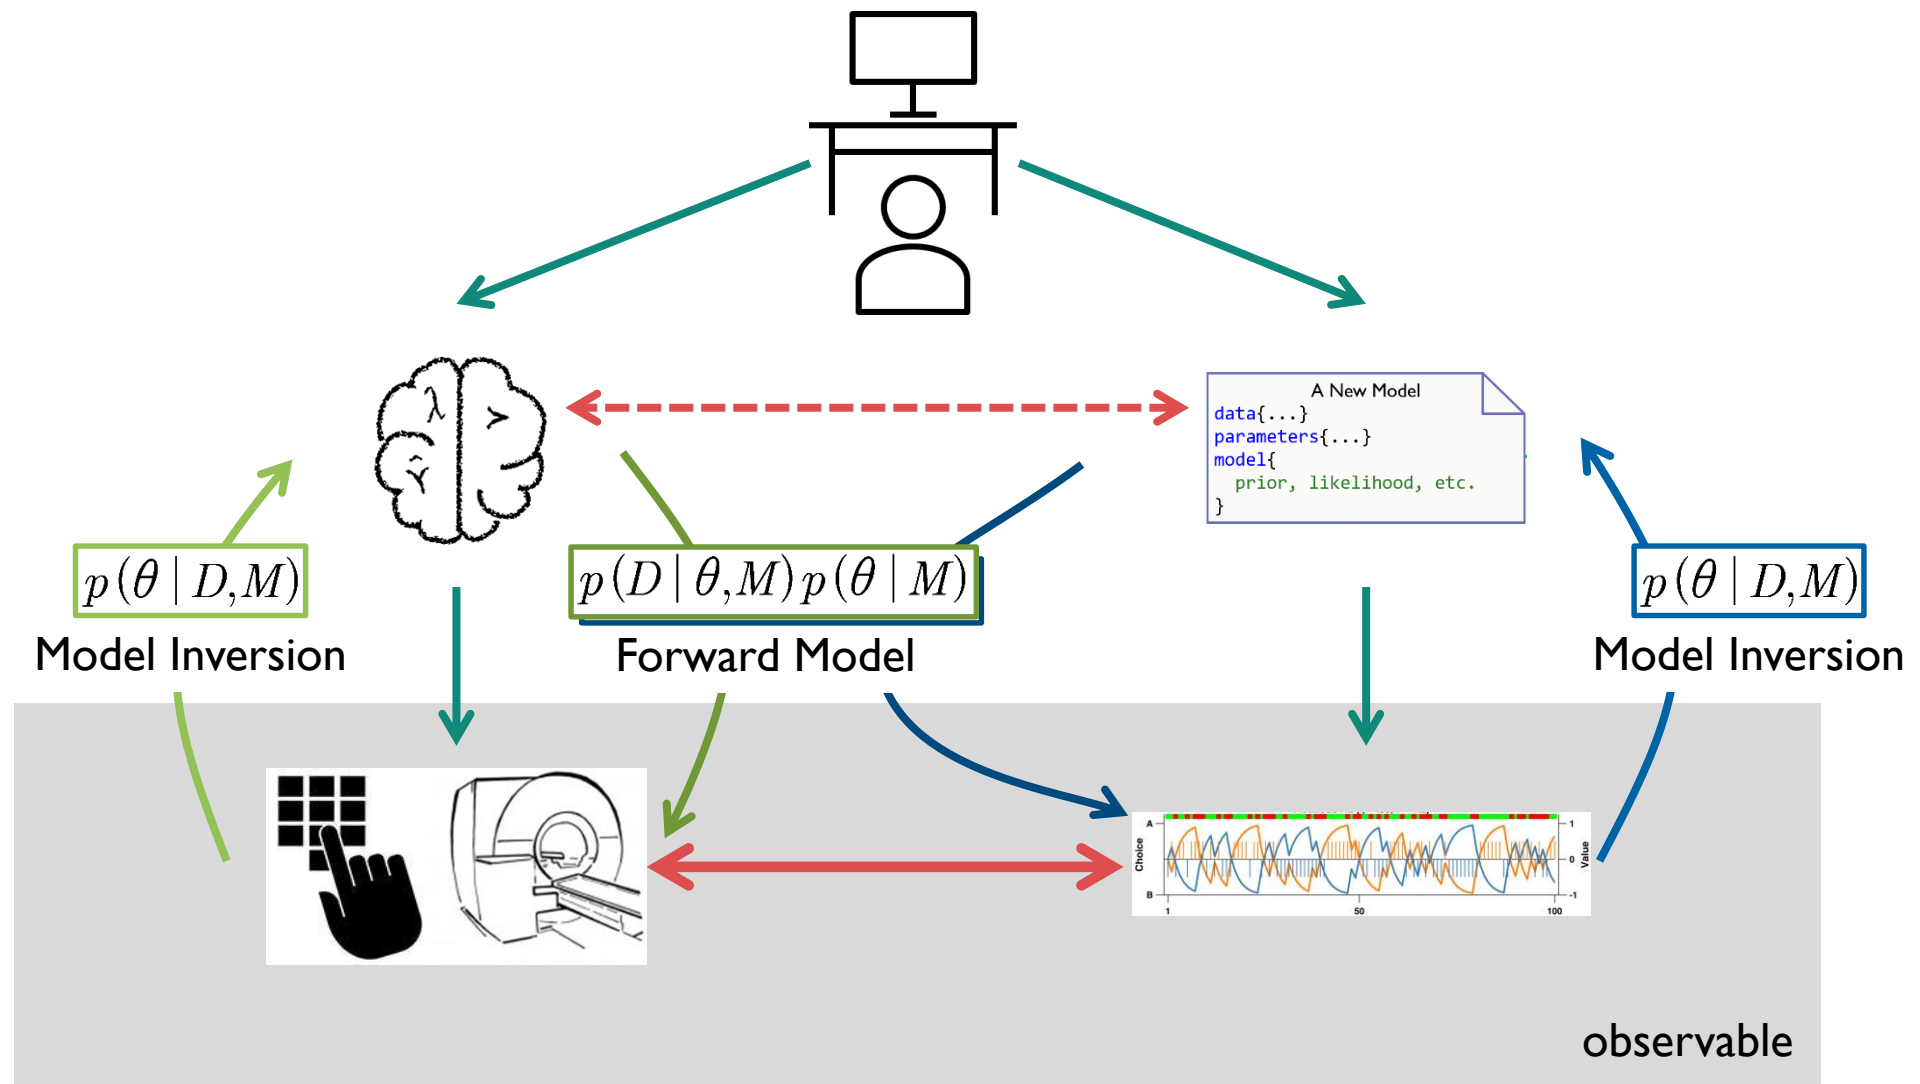 A New Model
data{...}
parameters{...}
model{
prior, likelihood, etc.
}
p(θ | D,M)
p(D | θ,M)p(θ | M)
p(θ | D,M)
Model Inversion
Forward Model
Model Inversion
A
1
Choice
0
Value
B
-1
1
50
100
observable